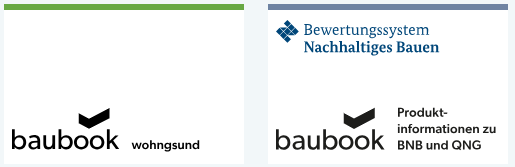 baubook wohngsund
Bewertungssystem
Nachhaltiges Bauen
baubook
Produkt-
informationen zu
BNB und QNG